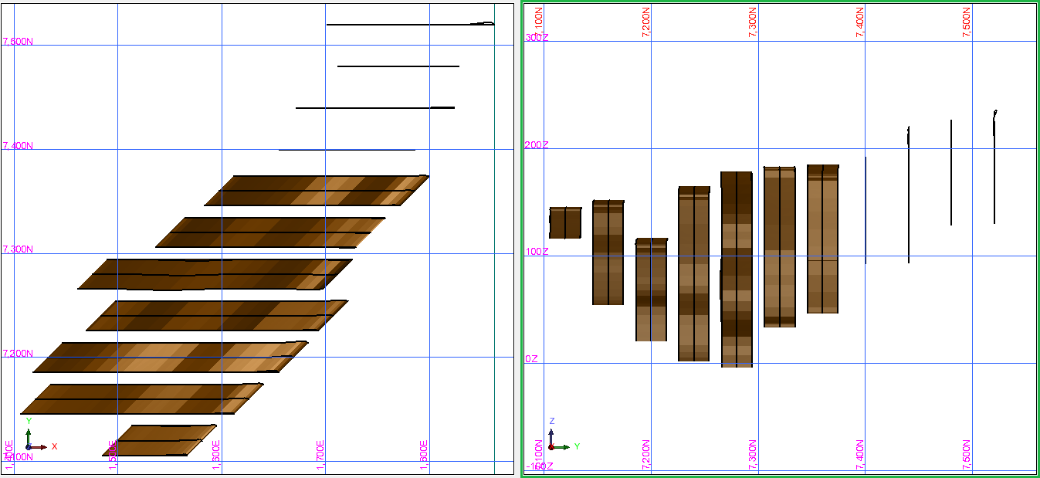 7,500N
7,400N
7,300N
7,200N
7,100N
1,400E
1,500E
1,600E
1,700E
1,800E
Y
X
7,100N
7,200N
7,300N
7,400N
7,500N
300Z
200Z
100Z
0Z
-100Z
7,100N
7,200N
7,300N
7,400N
7,500N
Z
Y